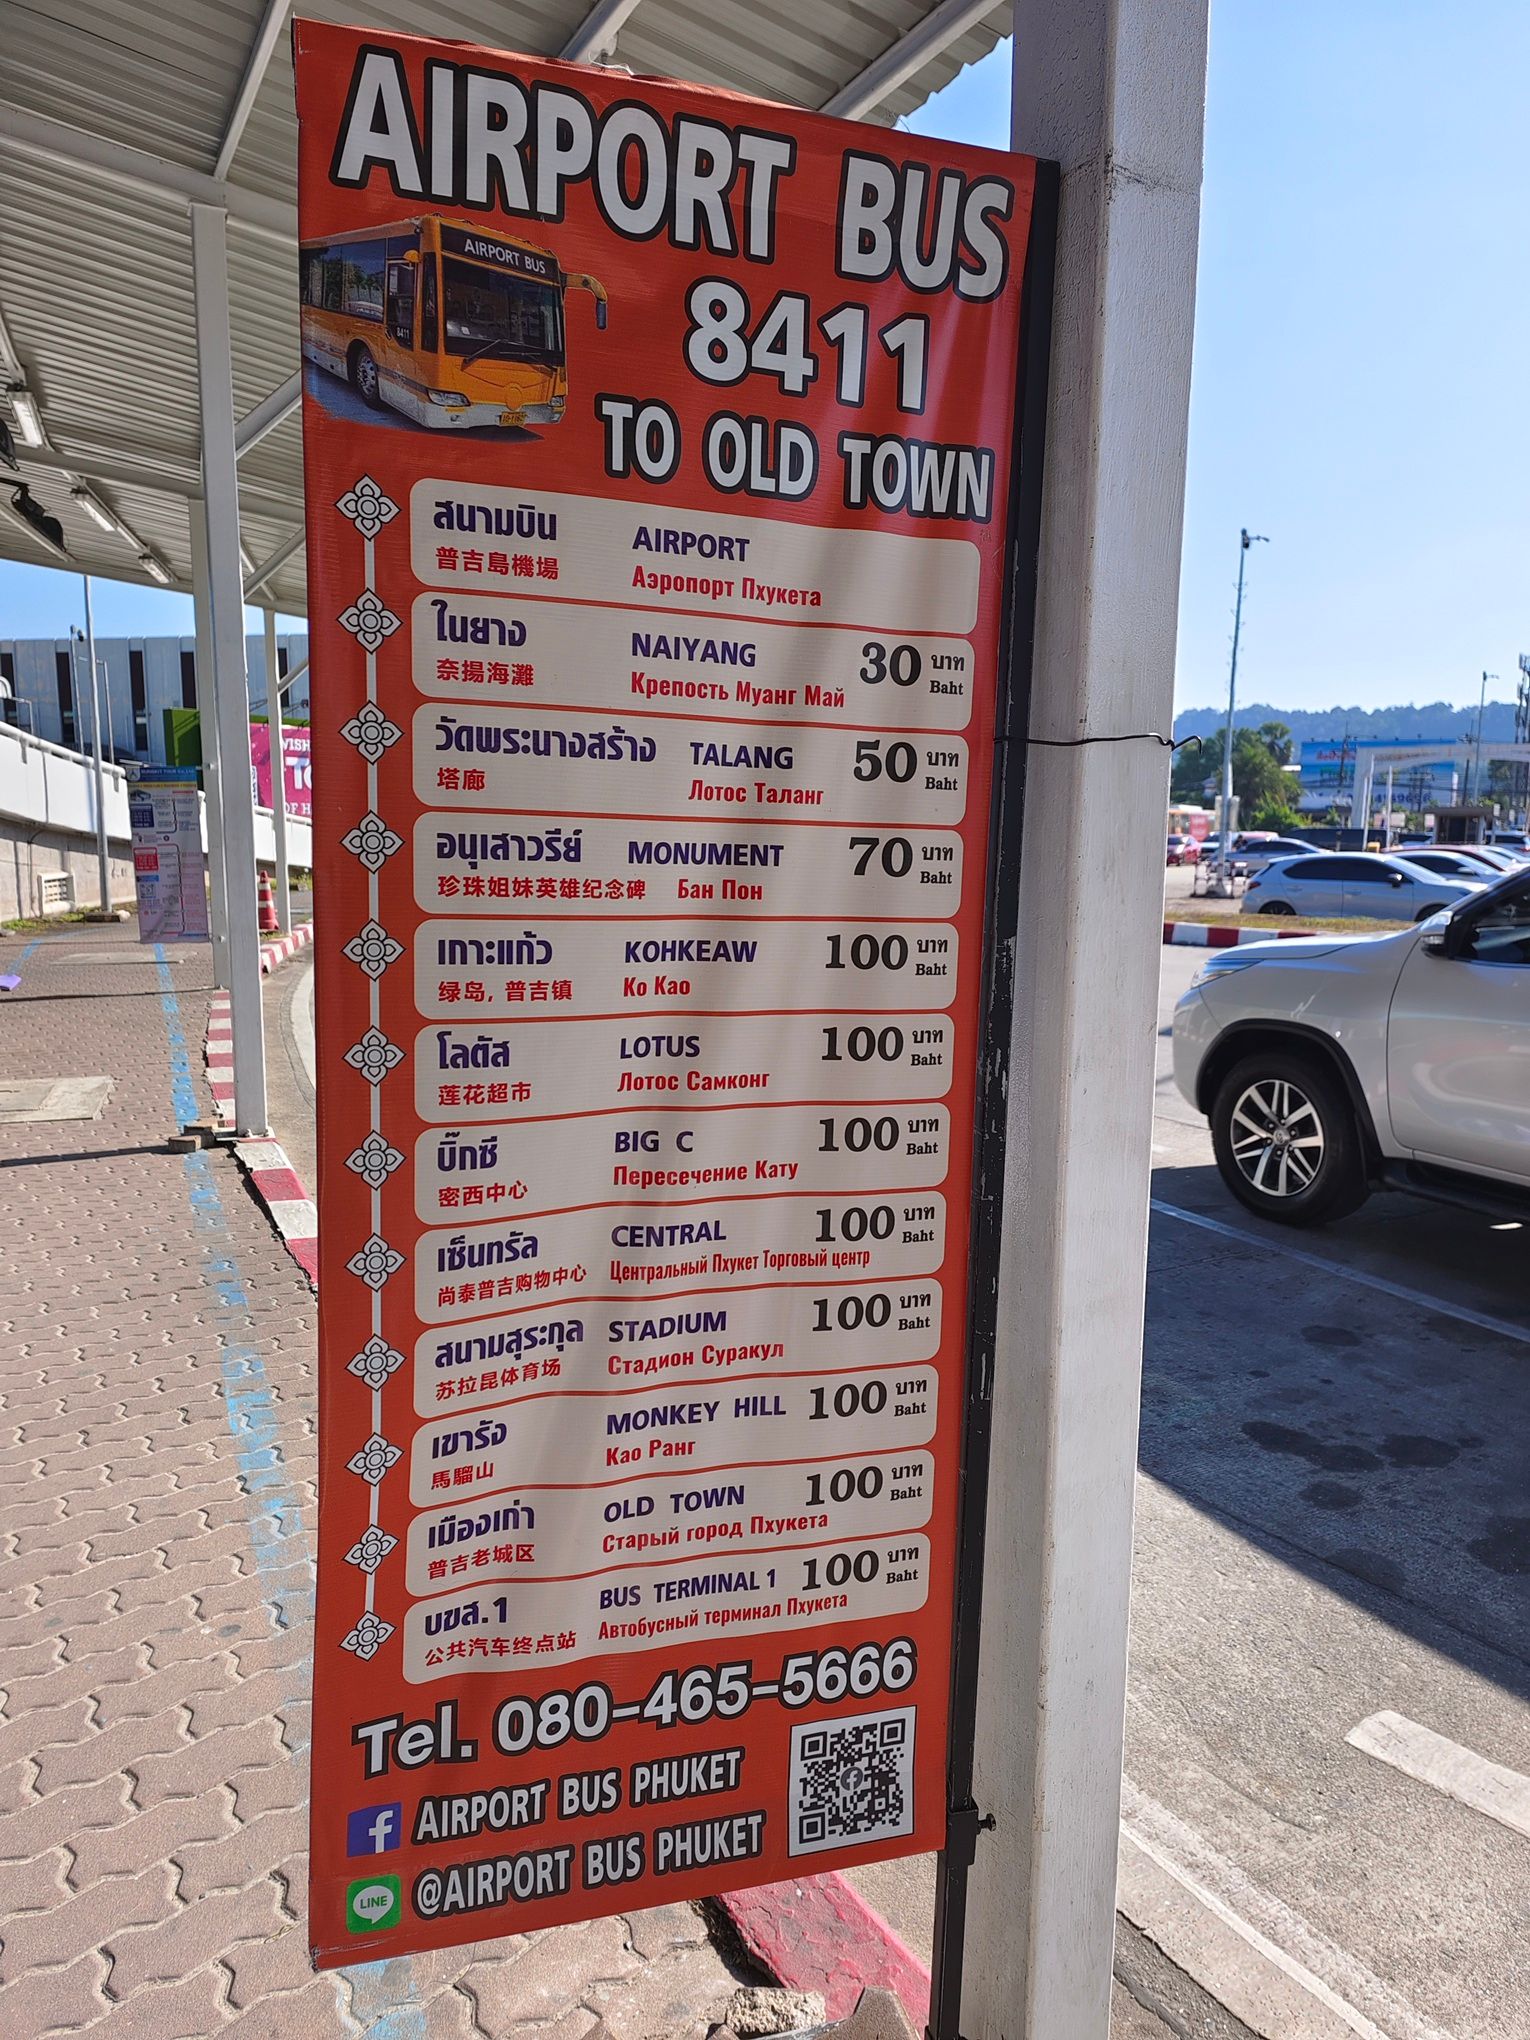 AIRPORT BUS
AIRPORT BUS
8411
8411
TO OLD TOWN
สนามบิน AIRPORT
普吉島機場 Аэропорт Пхукета
ในยาง NAIYANG 30 บาท Baht
奈揚海灘 Крепость Муанг Май
วัดพระนางสร้าง TALANG 50 บาท Baht
塔廊 Лотос Таланг
อนุเสาวรีย์ MONUMENT 70 บาท Baht
珍珠姐妹英雄纪念碑 Бан Пон
เกาะแก้ว KOHKEAW 100 บาท Baht
绿岛, 普吉镇 Ко Као
โลตัส LOTUS 100 บาท Baht
莲花超市 Лотос Самконг
บิ๊กซี BIG C 100 บาท Baht
密西中心 Пересечение Кату
เซ็นทรัล CENTRAL 100 บาท Baht
尚泰普吉购物中心 Центральный Пхукет Торговый центр
สนามสุระกุล STADIUM 100 บาท Baht
苏拉昆体育场 Стадион Суракул
เขารัง MONKEY HILL 100 บาท Baht
馬騮山 Као Ранг
เมืองเก่า OLD TOWN 100 บาท Baht
普吉老城区 Старый город Пхукета
บขส.1 BUS TERMINAL 1 100 บาท Baht
公共汽车终点站 Автобусный терминал Пхукета
Tel. 080-465-5666
f AIRPORT BUS PHUKET
LINE @AIRPORT BUS PHUKET